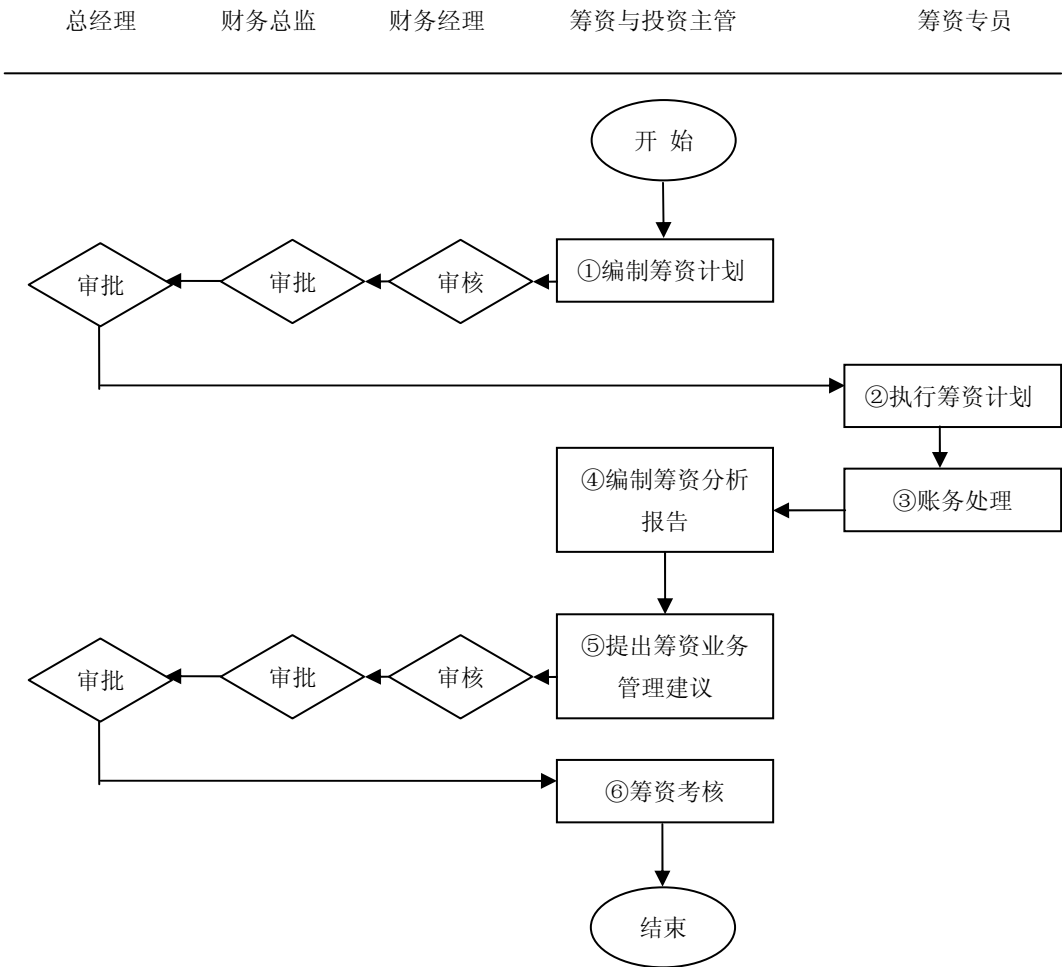 总经理 财务总监 财务经理 筹资与投资主管 筹资专员
开 始
审批 审批 审核 ①编制筹资计划
②执行筹资计划
④编制筹资分析
报告
③账务处理
审批 审批 审核 ⑤提出筹资业务
管理建议
⑥筹资考核
结束